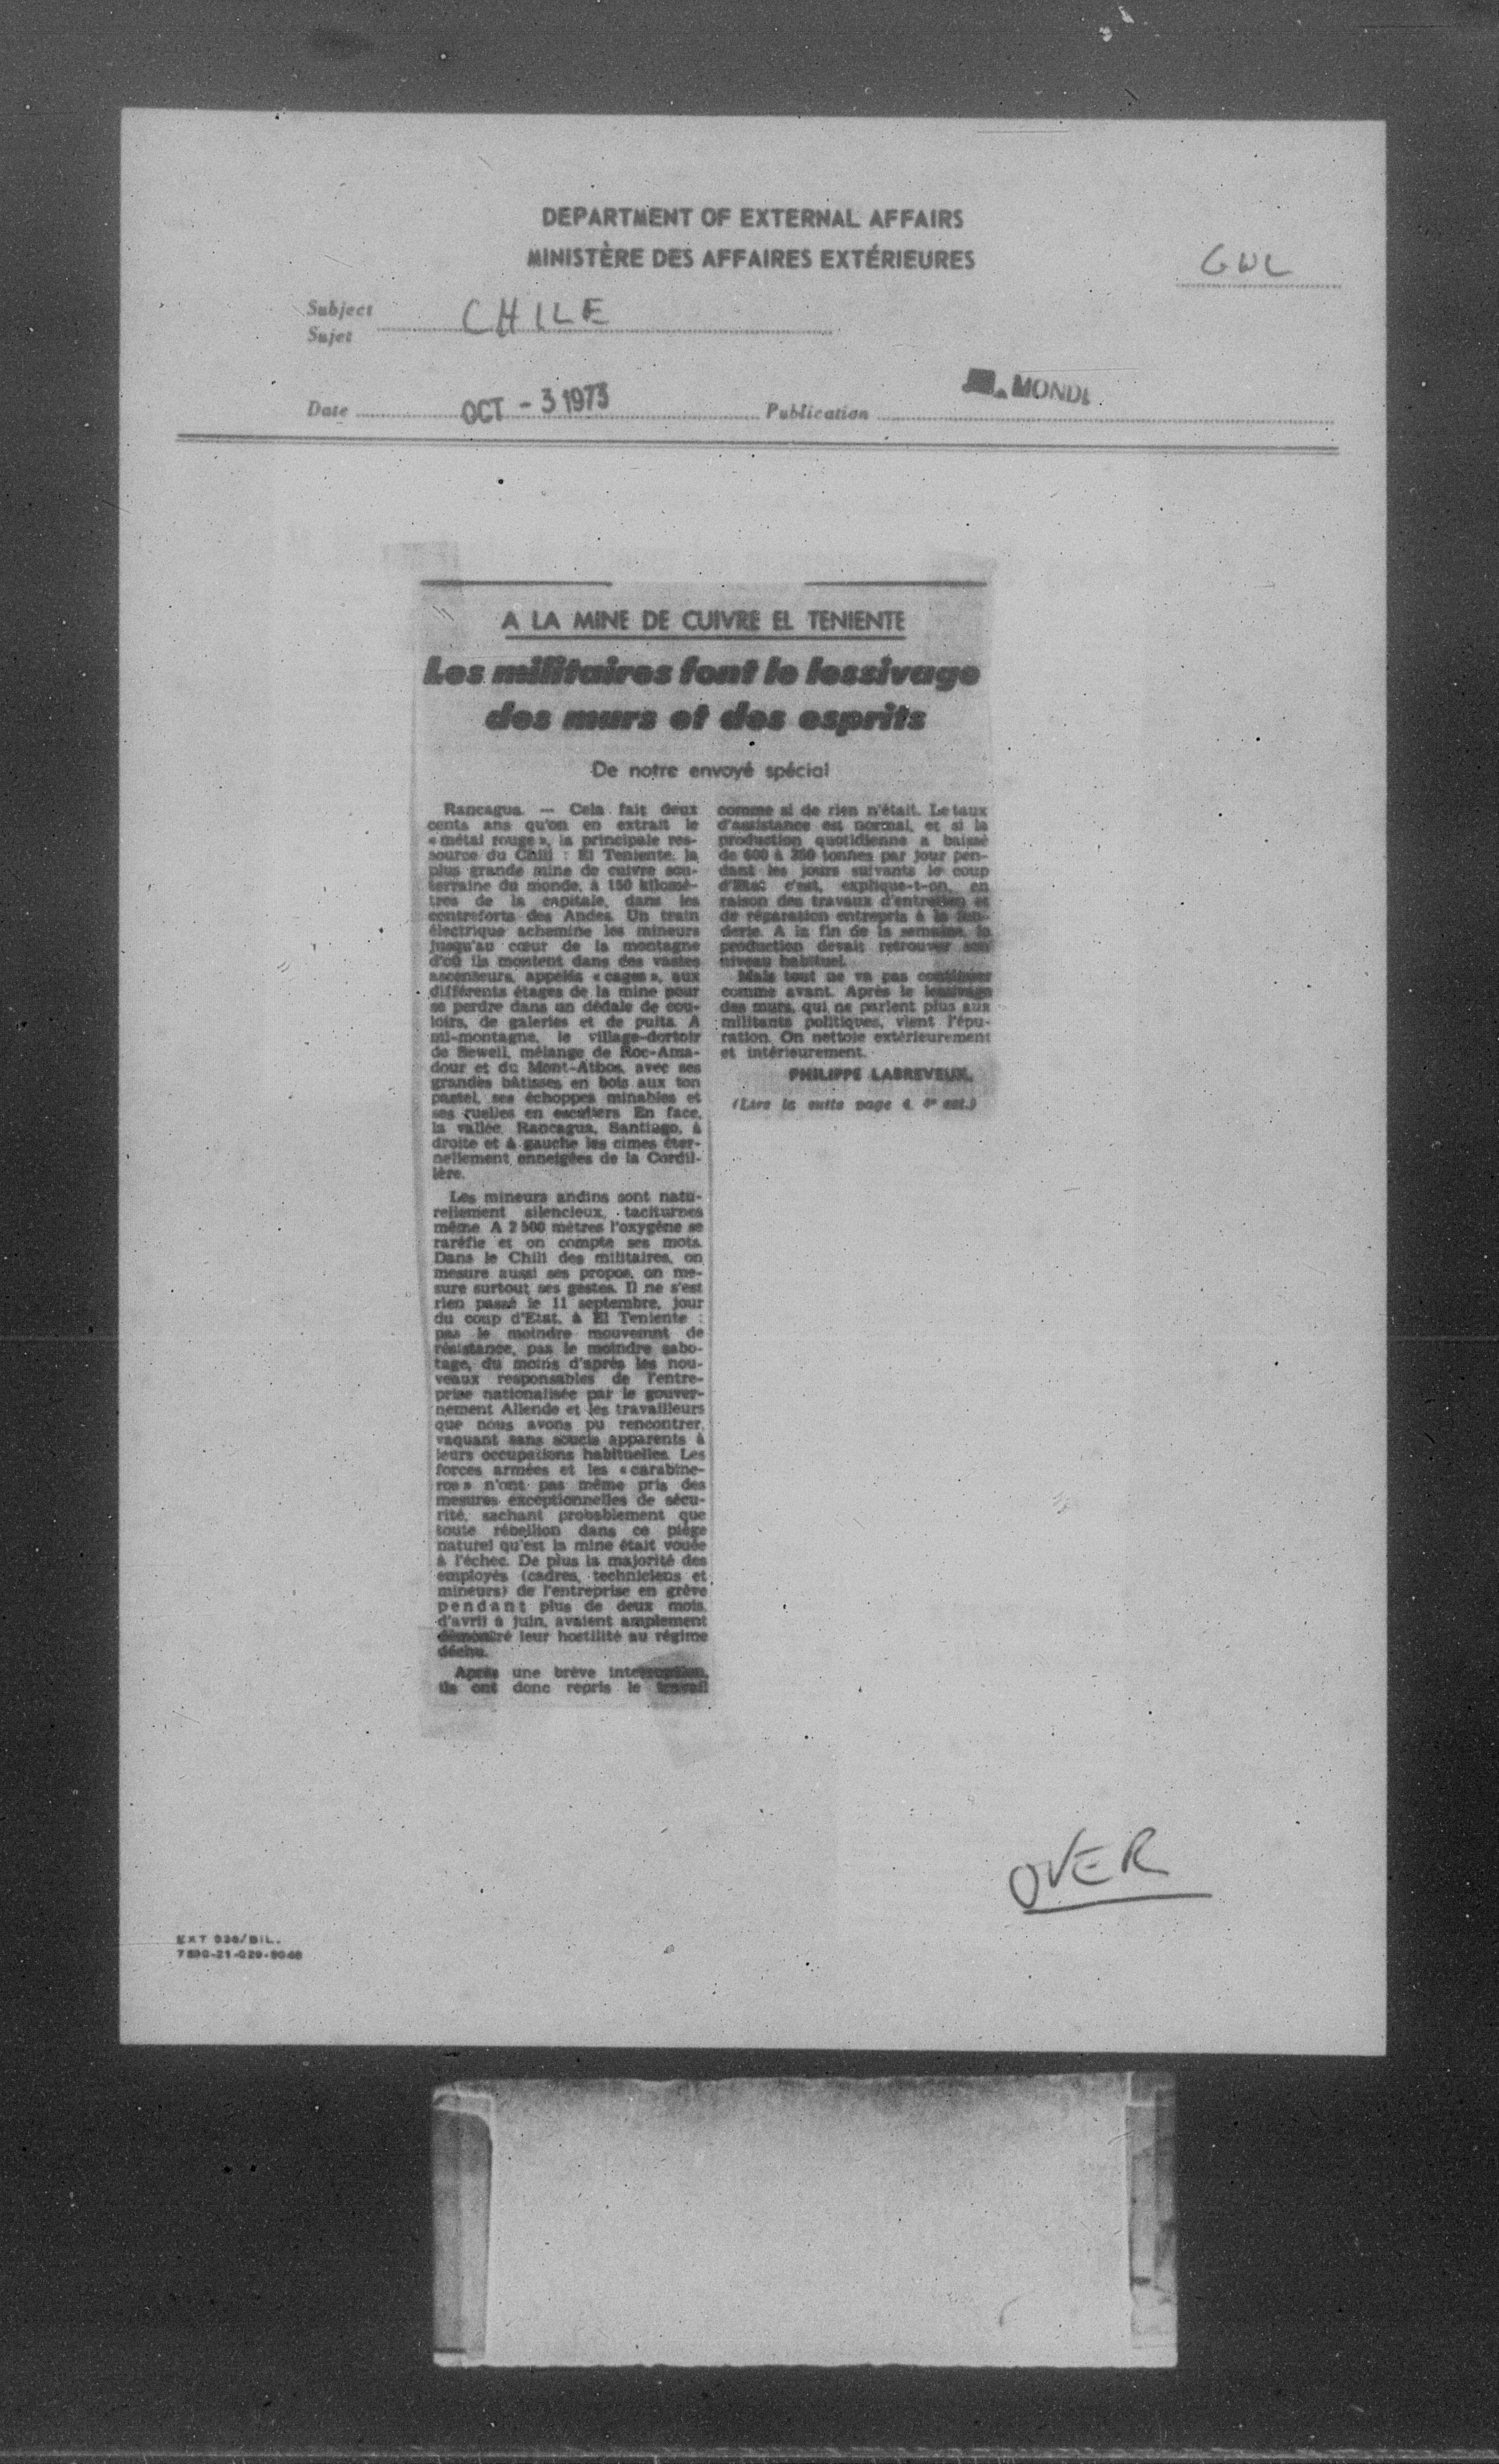 DEPARTMENT OF EXTERNAL AFFAIRS
MINISTÈRE DES AFFAIRES EXTÉRIEURES
GWL
Subject
Sujet
CHILE
Date
OCT - 3 1973
Publication
MONDE
A LA MINE DE CUIVRE EL TENIENTE
Les militaires font le lessivage
des murs et des esprits
De notre envoyé spécial
Rancagua. — Cela fait deux
cents ans qu'on en extrait le
« métal rouge », la principale res-
source du Chili : El Teniente, la
plus grande mine de cuivre sou-
terraine du monde, à 150 kilomè-
tres de la capitale, dans les
contreforts des Andes. Un train
électrique achemine les mineurs
jusqu'au cœur de la montagne
d'où ils montent dans des vastes
ascenseurs, appelés « cages », aux
différents étages de la mine pour
se perdre dans un dédale de cou-
loirs, de galeries et de puits. A
mi-montagne, le village-dortoir
de Sewell, mélange de Roc-Ama-
dour et du Mont-Athos, avec ses
grandes bâtisses en bois aux ton
pastel, ses échoppes minables et
ses ruelles en escaliers En face,
la vallée, Rancagua, Santiago, à
droite et à gauche les cimes éter-
nellement enneigées de la Cordil-
lère.
Les mineurs andins sont natu-
rellement silencieux, taciturnes
même. A 2 500 mètres l'oxygène se
raréfie et on compte ses mots.
Dans le Chili des militaires, on
mesure aussi ses propos, on me-
sure surtout ses gestes. Il ne s'est
rien passé le 11 septembre, jour
du coup d'Etat, à El Teniente :
pas le moindre mouvemnt de
résistance, pas le moindre sabo-
tage, du moins d'après les nou-
veaux responsables de l'entre-
prise nationalisée par le gouver-
nement Allende et les travailleurs
que nous avons pu rencontrer,
vaquant sans soucis apparents à
leurs occupations habituelles. Les
forces armées et les « carabine-
ros » n'ont pas même pris des
mesures exceptionnelles de sécu-
rité, sachant probablement que
toute rébellion dans ce piège
naturel qu'est la mine était vouée
à l'échec. De plus la majorité des
employés (cadres, techniciens et
mineurs) de l'entreprise en grève
pendant plus de deux mois,
d'avril à juin, avaient amplement
démontré leur hostilité au régime
déchu.
Après une brève interruption,
ils ont donc repris le travail
comme si de rien n'était. Le taux
d'assistance est normal, et si la
production quotidienne a baissé
de 600 à 350 tonnes par jour pen-
dant les jours suivants le coup
d'Etat c'est, explique-t-on, en
raison des travaux d'entretien et
de réparation entrepris à la fon-
derie. A la fin de la semaine, la
production devait retrouver son
niveau habituel.
Mais tout ne va pas continuer
comme avant. Après le lessivage
des murs, qui ne parlent plus aux
militants politiques, vient l'épu-
ration. On nettoie extérieurement
et intérieurement.
PHILIPPE LABREVEUX.
(Lire la suite page 4, col.)
OVER
EXT /BIL.